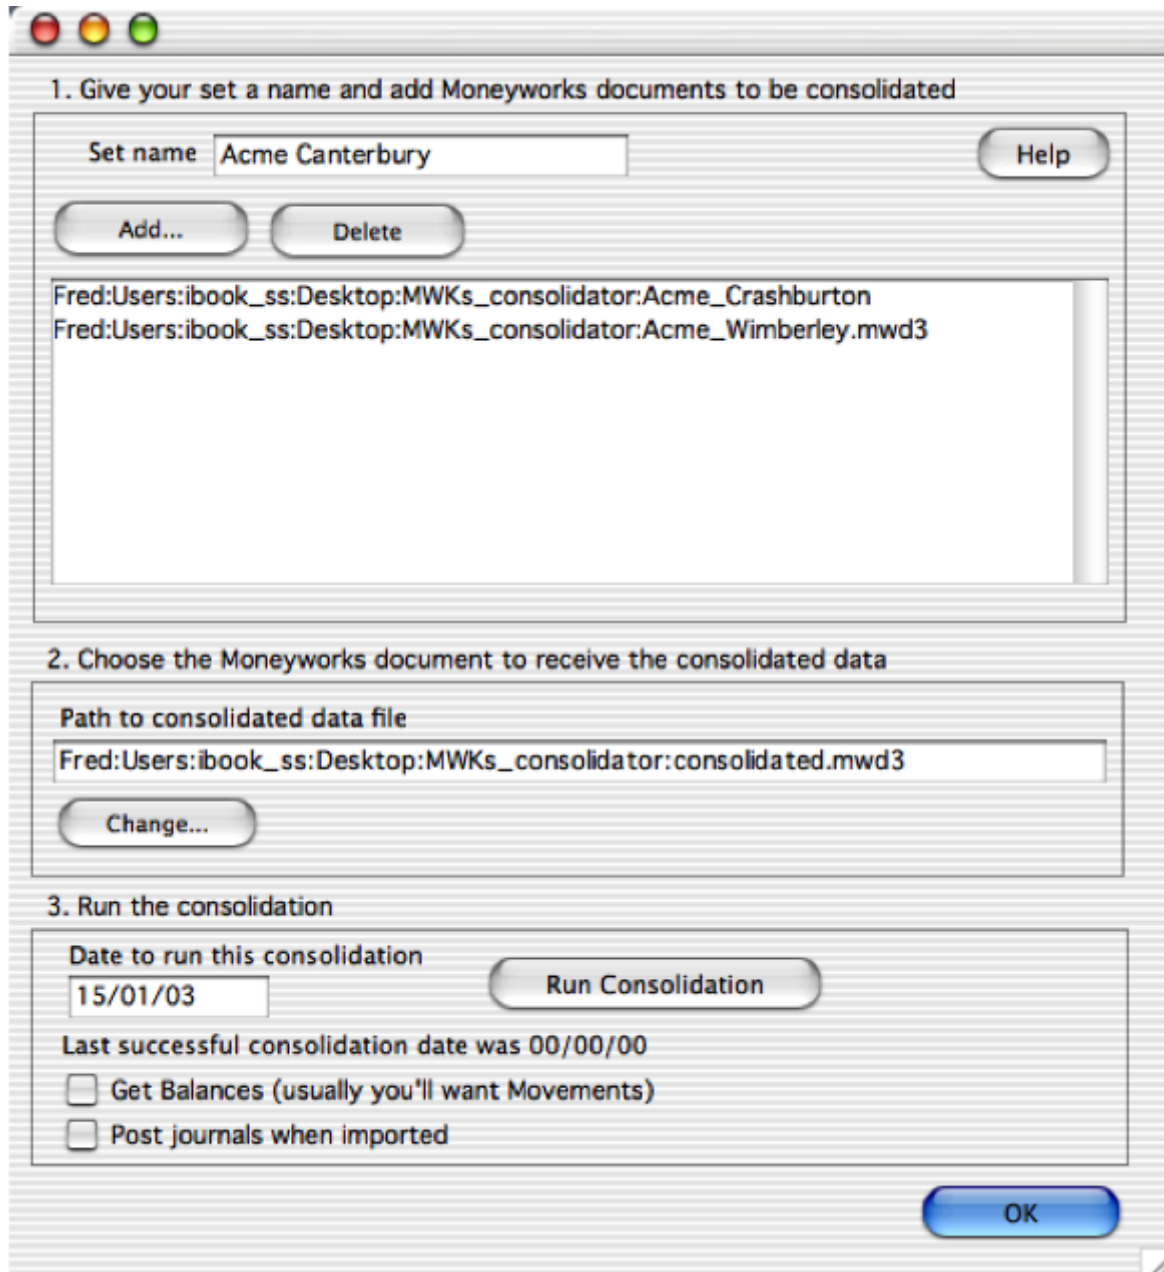 1. Give your set a name and add Moneyworks documents to be consolidated
Set name Acme Canterbury Help
Add... Delete
Fred:Users:ibook_ss:Desktop:MWKs_consolidator:Acme_Crashburton
Fred:Users:ibook_ss:Desktop:MWKs_consolidator:Acme_Wimberley.mwd3
2. Choose the Moneyworks document to receive the consolidated data
Path to consolidated data file
Fred:Users:ibook_ss:Desktop:MWKs_consolidator:consolidated.mwd3
Change...
3. Run the consolidation
Date to run this consolidation
15/01/03 Run Consolidation
Last successful consolidation date was 00/00/00
Get Balances (usually you'll want Movements)
Post journals when imported
OK